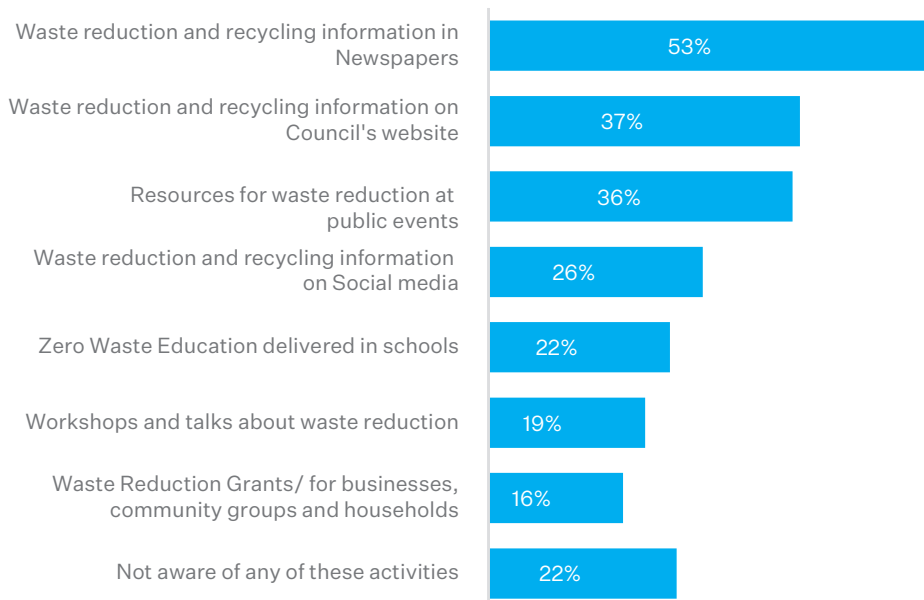 Waste reduction and recycling information in
Newspapers
53%
Waste reduction and recycling information on
Council's website
37%
Resources for waste reduction at
public events
36%
Waste reduction and recycling information
on Social media
26%
Zero Waste Education delivered in schools
22%
Workshops and talks about waste reduction
19%
Waste Reduction Grants/ for businesses,
community groups and households
16%
Not aware of any of these activities
22%